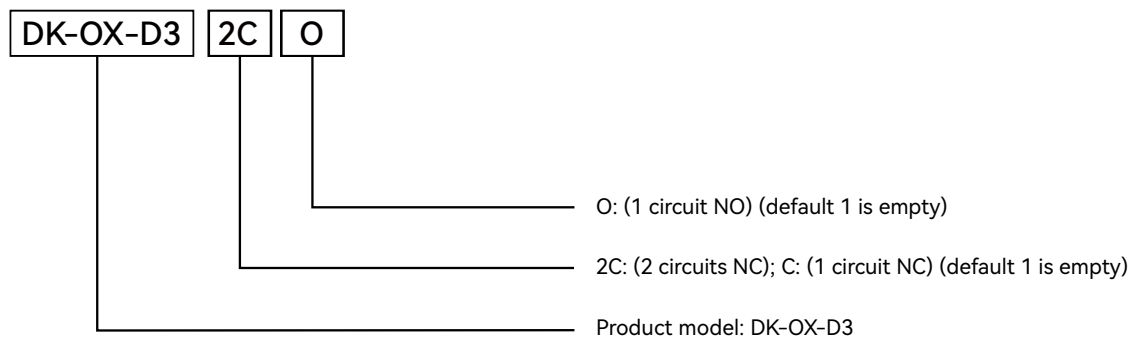 DK-OX-D3 2C O
O: (1 circuit NO) (default 1 is empty)
2C: (2 circuits NC); C: (1 circuit NC) (default 1 is empty)
Product model: DK-OX-D3